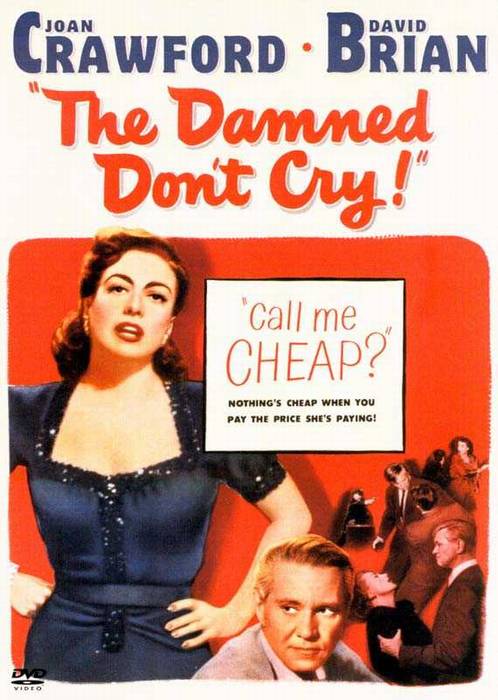 JOAN CRAWFORD • DAVID BRIAN
"The Damned
Don't Cry!"
"call me
CHEAP?"
NOTHING'S CHEAP WHEN YOU
PAY THE PRICE SHE'S PAYING!
DVD
VIDEO